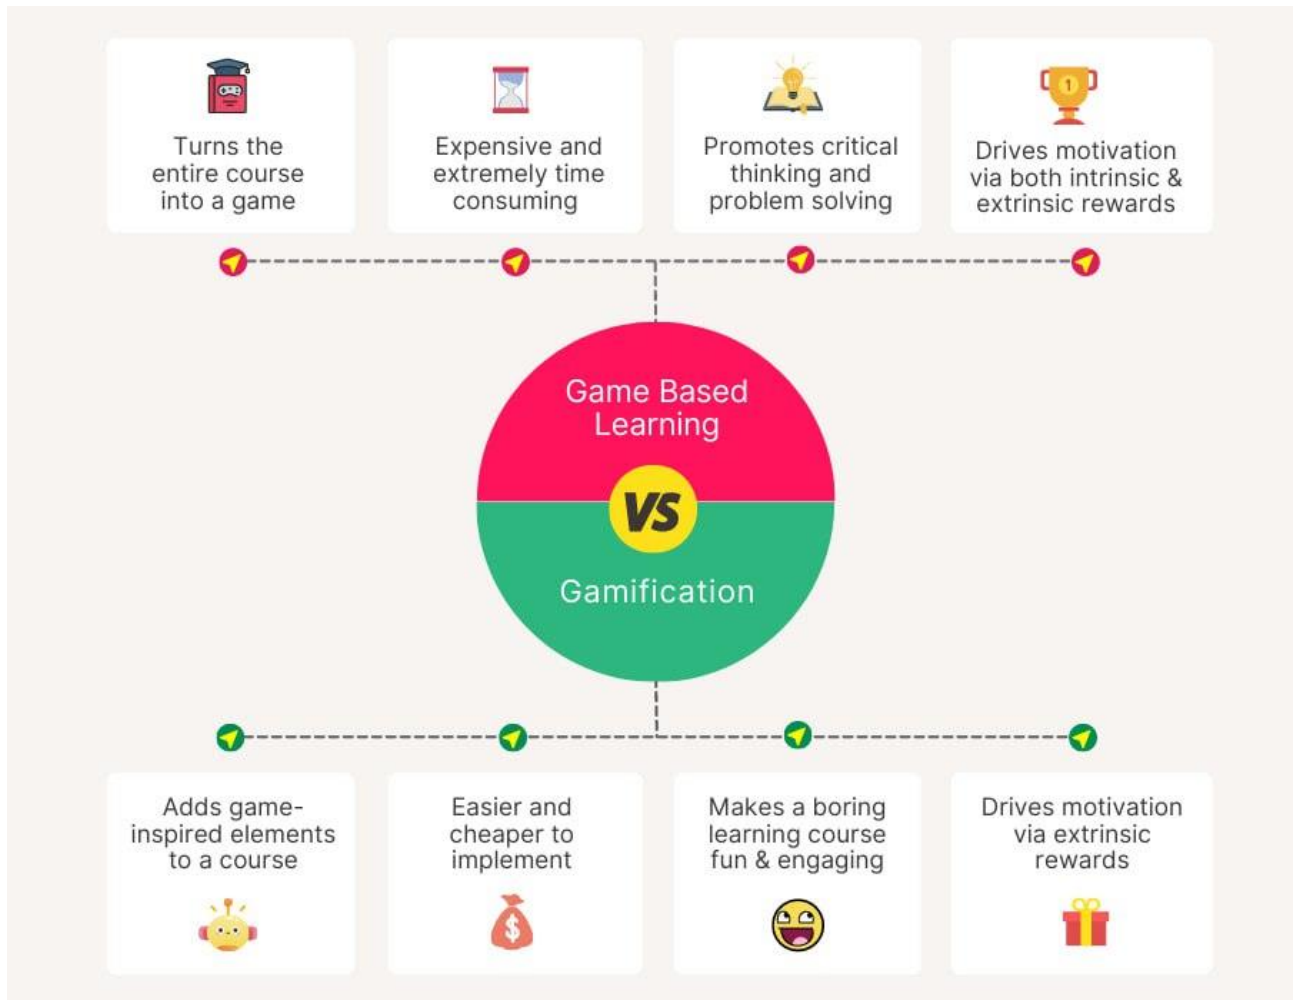 Turns the
entire course
into a game
Expensive and
extremely time
consuming
Promotes critical
thinking and
problem solving
1
Drives motivation
via both intrinsic &
extrinsic rewards
Game Based
Learning
VS
Gamification
Adds game-
inspired elements
to a course
Easier and
cheaper to
implement
$
Makes a boring
learning course
fun & engaging
Drives motivation
via extrinsic
rewards